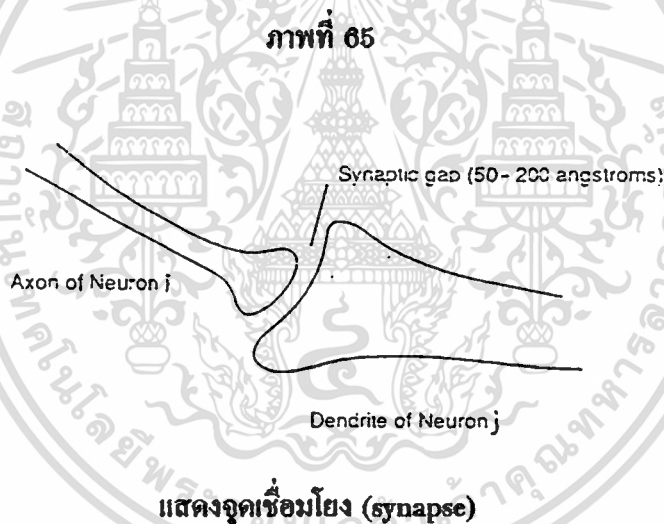 ภาพที่ 65
Synaptic gap (50 - 200 angstroms)
Axon of Neuron j
Dendrite of Neuron j
แสดงจุดเชื่อมโยง (synapse)